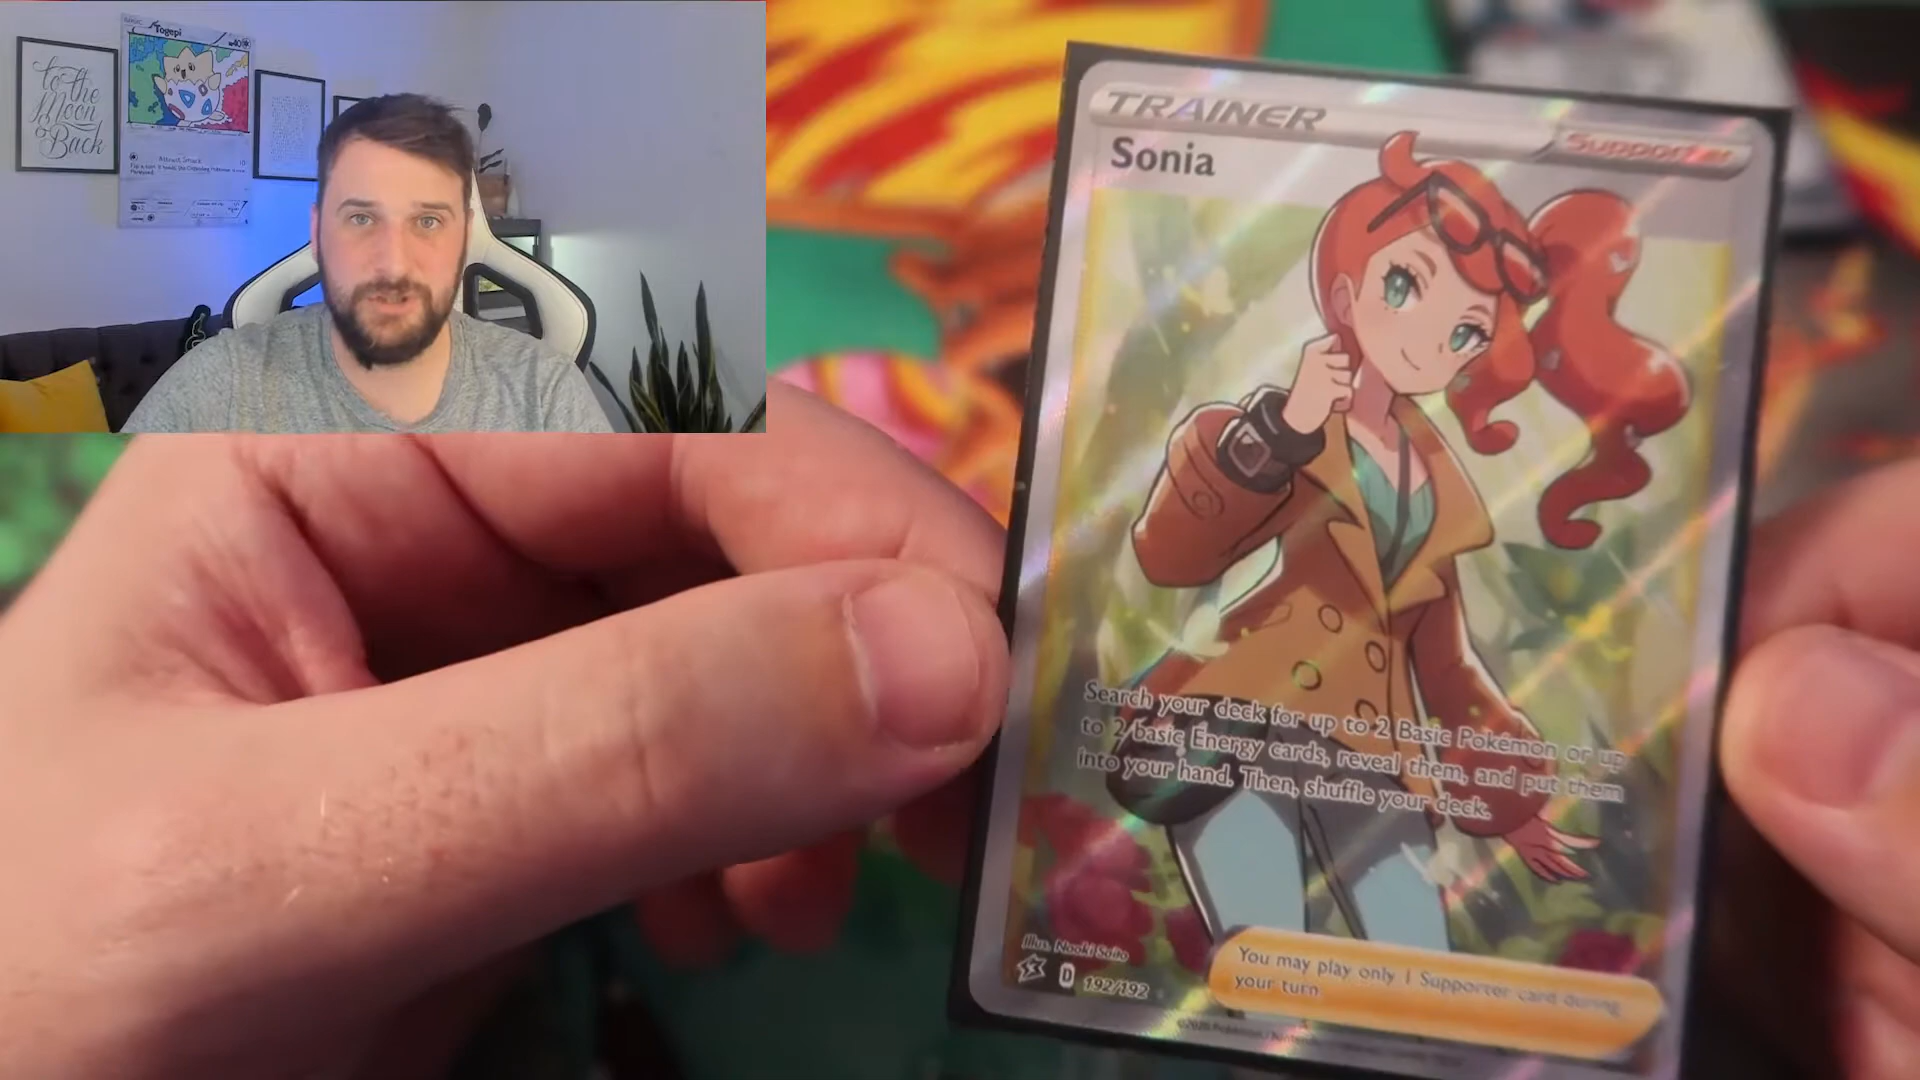 to the
Moon
&
Back
Togepi
TRAINER
Supporter
Sonia
Search your deck for up to 2 Basic Pokémon or up
to 2 basic Energy cards, reveal them, and put them
into your hand. Then, shuffle your deck.
Illus. Naoki Saito
D 192/192
You may play only 1 Supporter card during
your turn.